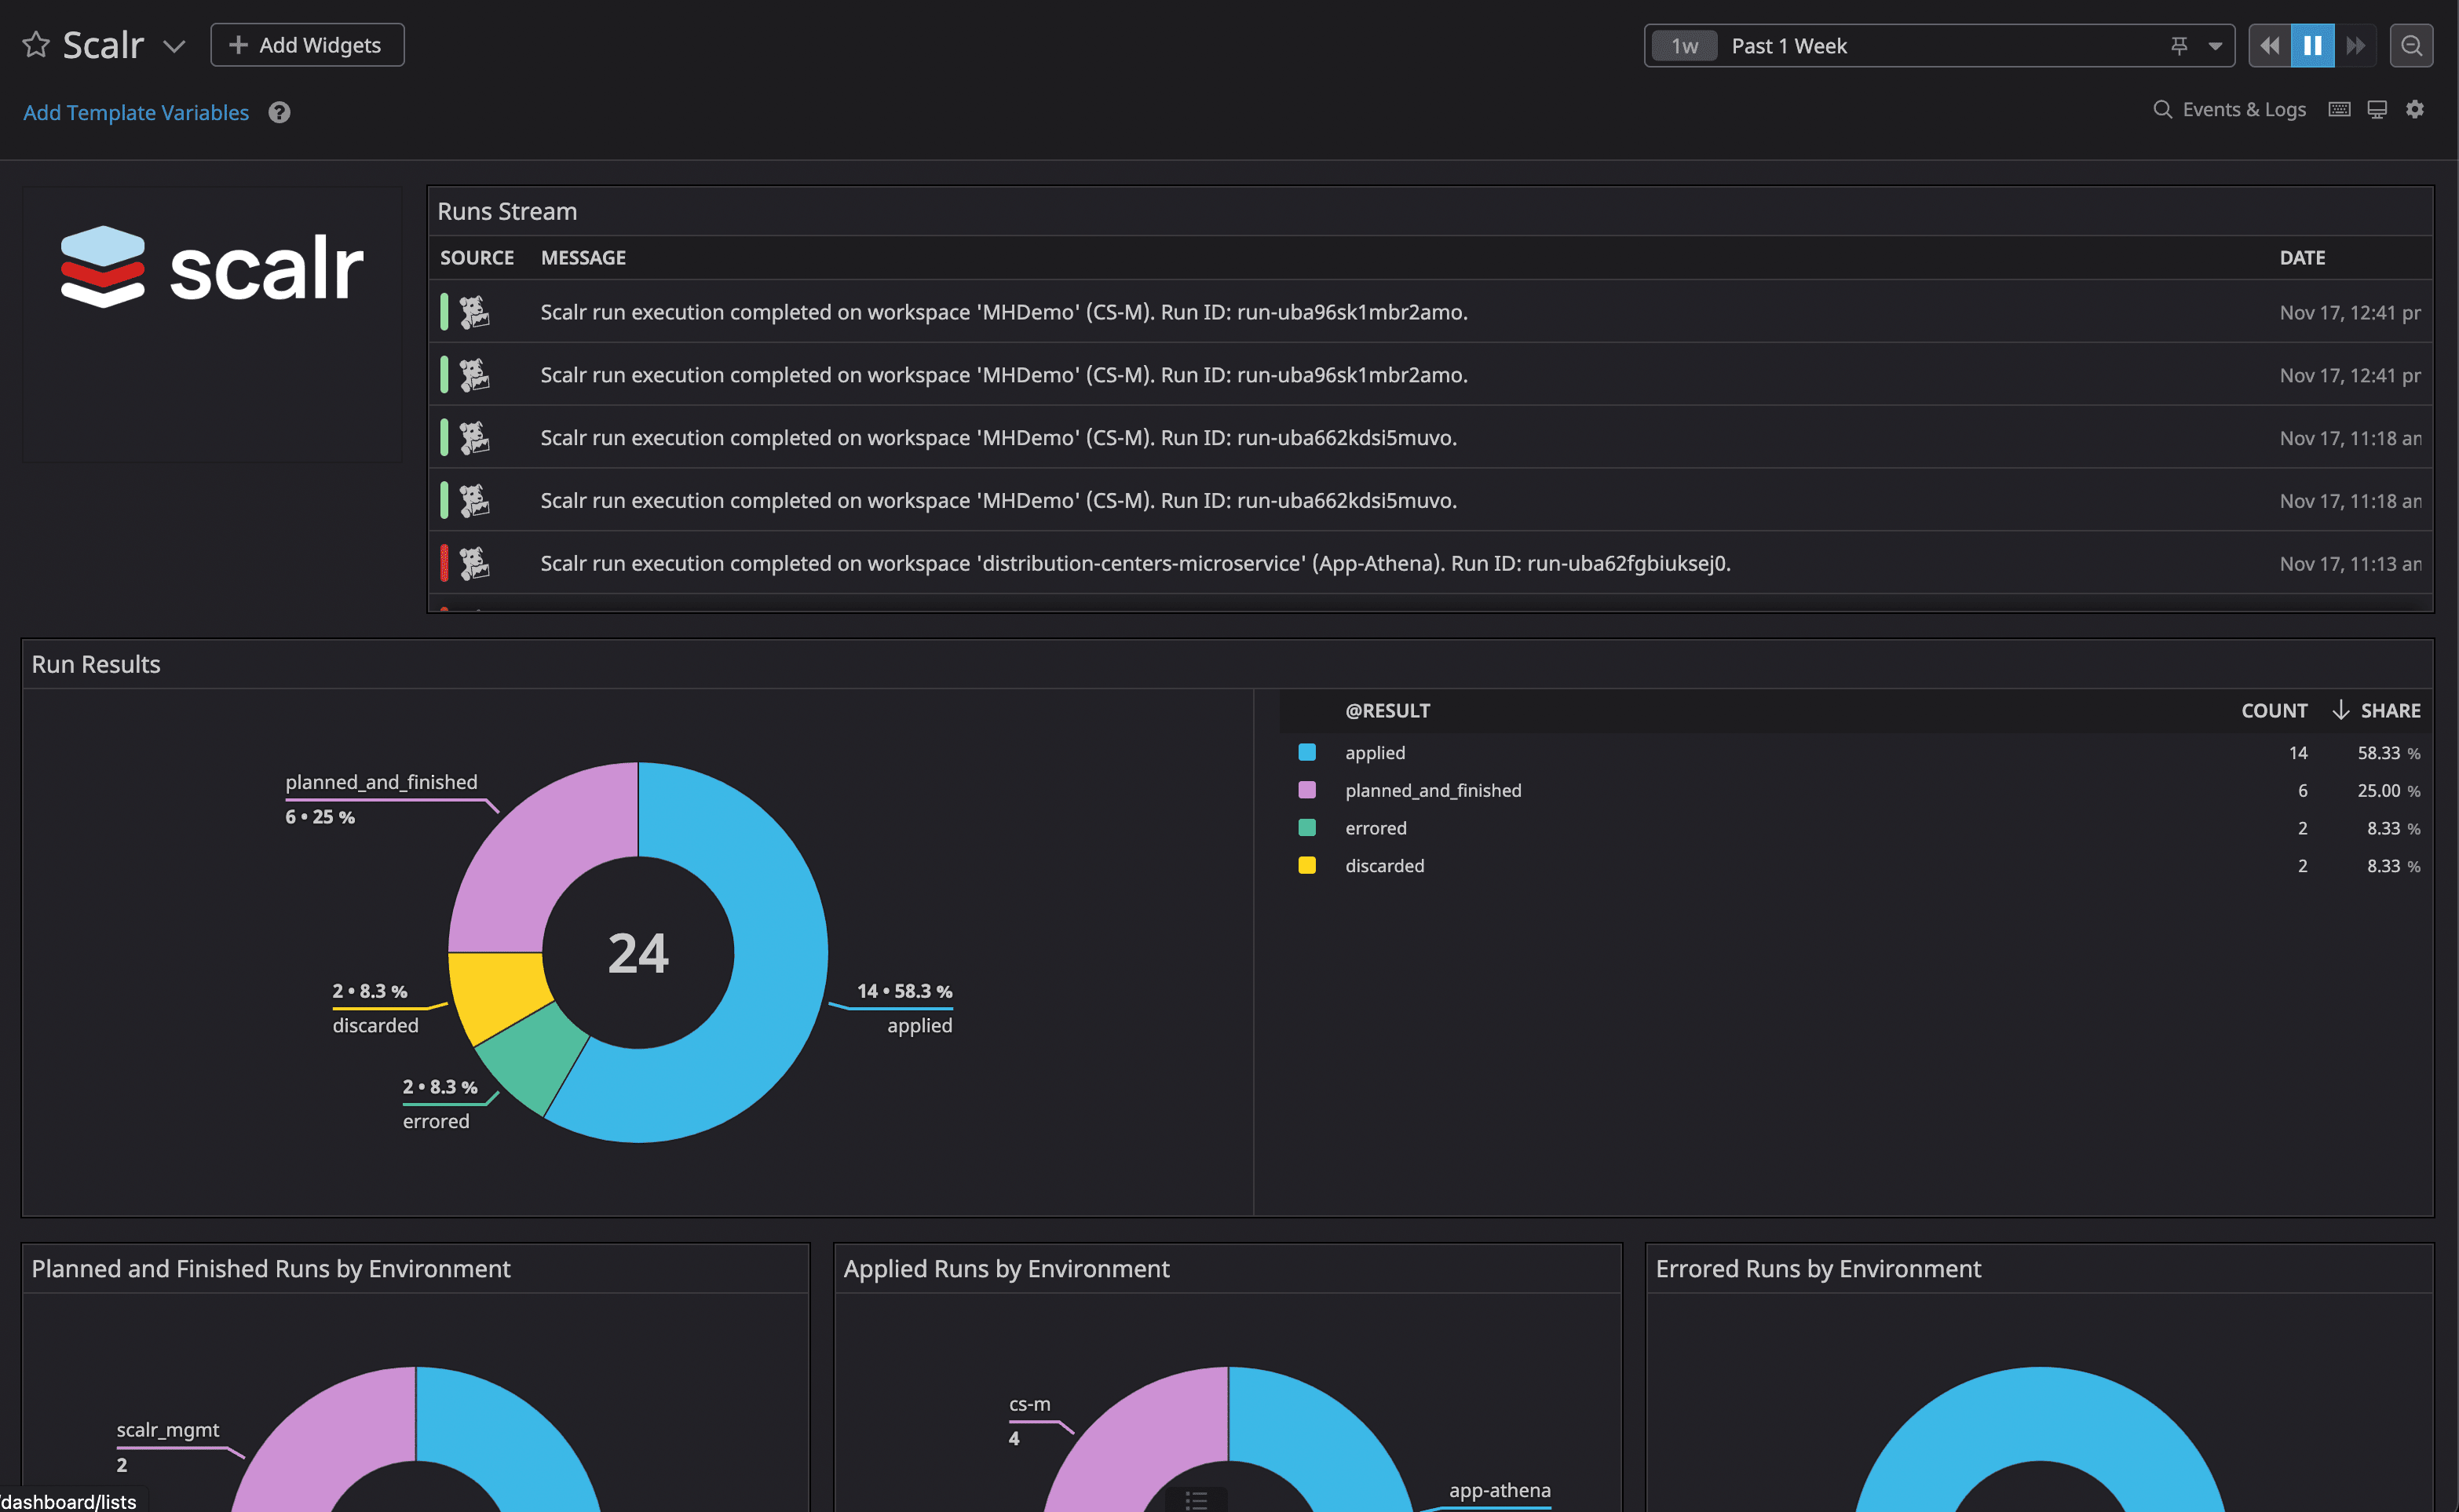 Scalr
Add Widgets
1w Past 1 Week
Add Template Variables ?
Events & Logs
scalr
Runs Stream
SOURCE MESSAGE DATE
Scalr run execution completed on workspace 'MHDemo' (CS-M). Run ID: run-uba96sk1mbr2amo. Nov 17, 12:41 pr
Scalr run execution completed on workspace 'MHDemo' (CS-M). Run ID: run-uba96sk1mbr2amo. Nov 17, 12:41 pr
Scalr run execution completed on workspace 'MHDemo' (CS-M). Run ID: run-uba662kdsi5muvo. Nov 17, 11:18 an
Scalr run execution completed on workspace 'MHDemo' (CS-M). Run ID: run-uba662kdsi5muvo. Nov 17, 11:18 an
Scalr run execution completed on workspace 'distribution-centers-microservice' (App-Athena). Run ID: run-uba62fgbiuksej0. Nov 17, 11:13 an
Run Results
planned_and_finished
6 • 25 %
2 • 8.3 %
discarded
2 • 8.3 %
errored
24
14 • 58.3 %
applied
@RESULT COUNT SHARE
applied 14 58.33 %
planned_and_finished 6 25.00 %
errored 2 8.33 %
discarded 2 8.33 %
Planned and Finished Runs by Environment
scalr_mgmt
2
Applied Runs by Environment
cs-m
4
app-athena
Errored Runs by Environment
/dashboard/lists